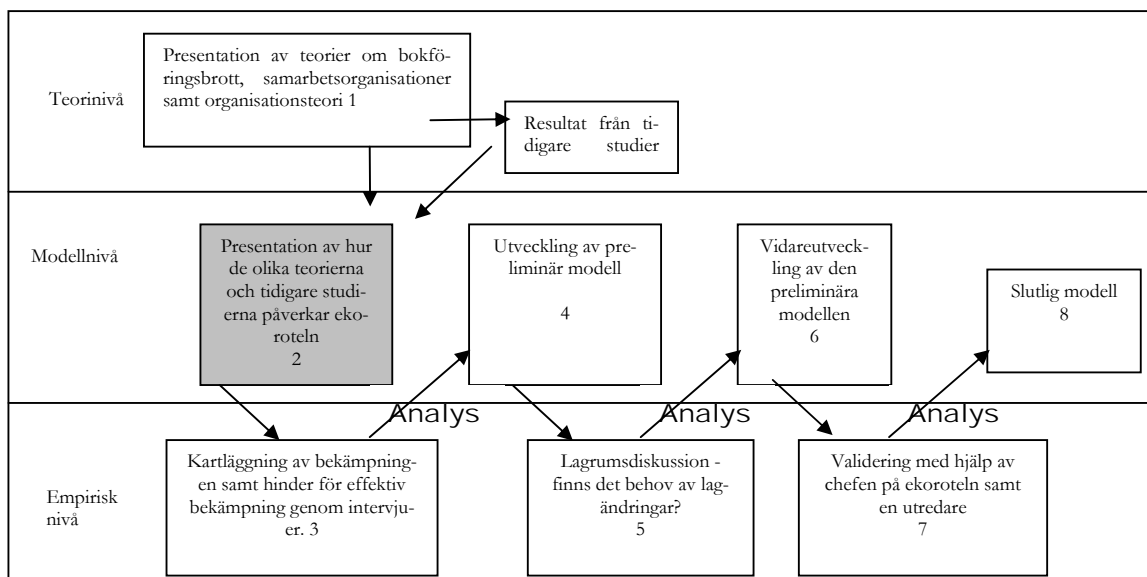 Teorinivå
Presentation av teorier om bokfö-
ringsbrott, samarbetsorganisationer
samt organisationsteori 1
Resultat från ti-
digare studier
Modellnivå
Presentation av hur
de olika teorierna
och tidigare studi-
erna påverkar eko-
roteln
2
Utveckling av pre-
liminär modell
4
Vidareutveck-
ling av den
preliminära
modellen
6
Slutlig modell
8
Analys
Analys
Analys
Empirisk
nivå
Kartläggning av bekämpning-
en samt hinder för effektiv
bekämpning genom intervju-
er. 3
Lagrumsdiskussion -
finns det behov av lag-
ändringar?
5
Validering med hjälp av
chefen på ekoroteln samt
en utredare
7